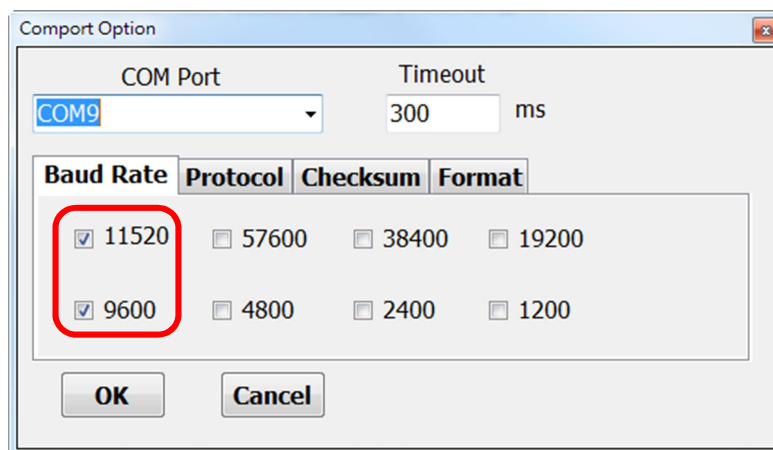 Comport Option
COM Port Timeout
COM9 300 ms
Baud Rate Protocol Checksum Format
11520 57600 38400 19200
9600 4800 2400 1200
OK Cancel